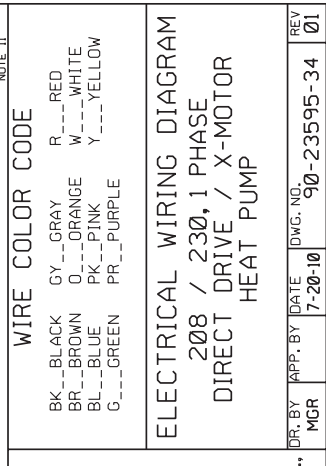 NOTE 11
WIRE COLOR CODE
BK__BLACK GY__GRAY R___RED
BR__BROWN O___ORANGE W___WHITE
BL__BLUE PK__PINK Y___YELLOW
G___GREEN PR__PURPLE
ELECTRICAL WIRING DIAGRAM
208 / 230, 1 PHASE
DIRECT DRIVE / X-MOTOR
HEAT PUMP
DR. BY MGR APP. BY DATE 7-20-10 DWG. NO. 90-23595-34 REV 01